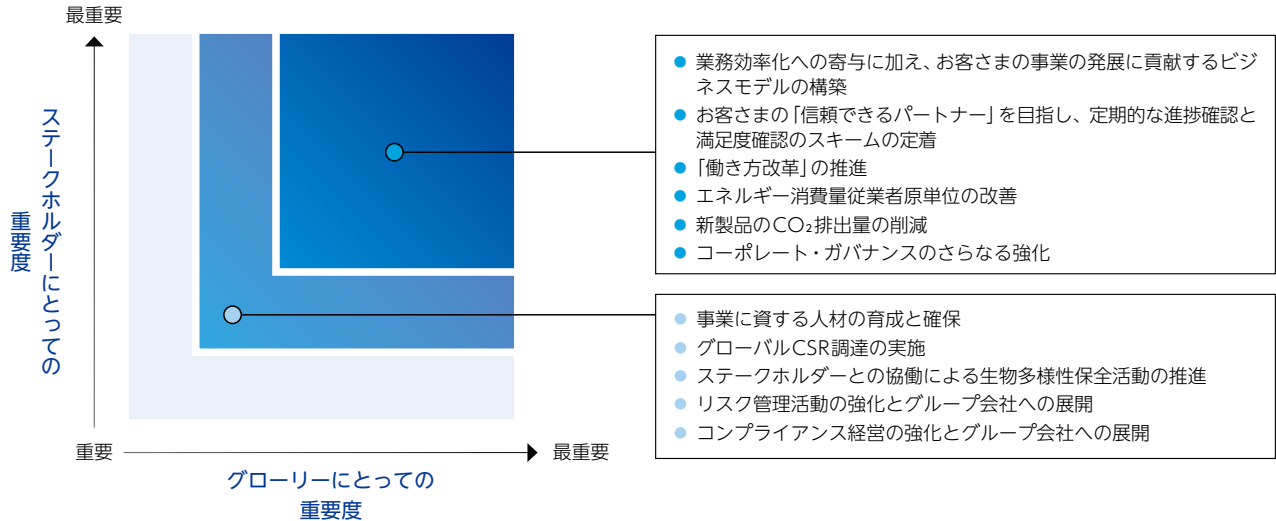 最重要
ステークホルダーにとっての
重要度
重要
最重要
グローリーにとっての
重要度
● 業務効率化への寄与に加え、お客さまの事業の発展に貢献するビジ
ネスモデルの構築
● お客さまの「信頼できるパートナー」を目指し、定期的な進捗確認と
満足度確認のスキームの定着
● 「働き方改革」の推進
● エネルギー消費量従業者原単位の改善
● 新製品のCO₂排出量の削減
● コーポレート・ガバナンスのさらなる強化
● 事業に資する人材の育成と確保
● グローバルCSR調達の実施
● ステークホルダーとの協働による生物多様性保全活動の推進
● リスク管理活動の強化とグループ会社への展開
● コンプライアンス経営の強化とグループ会社への展開